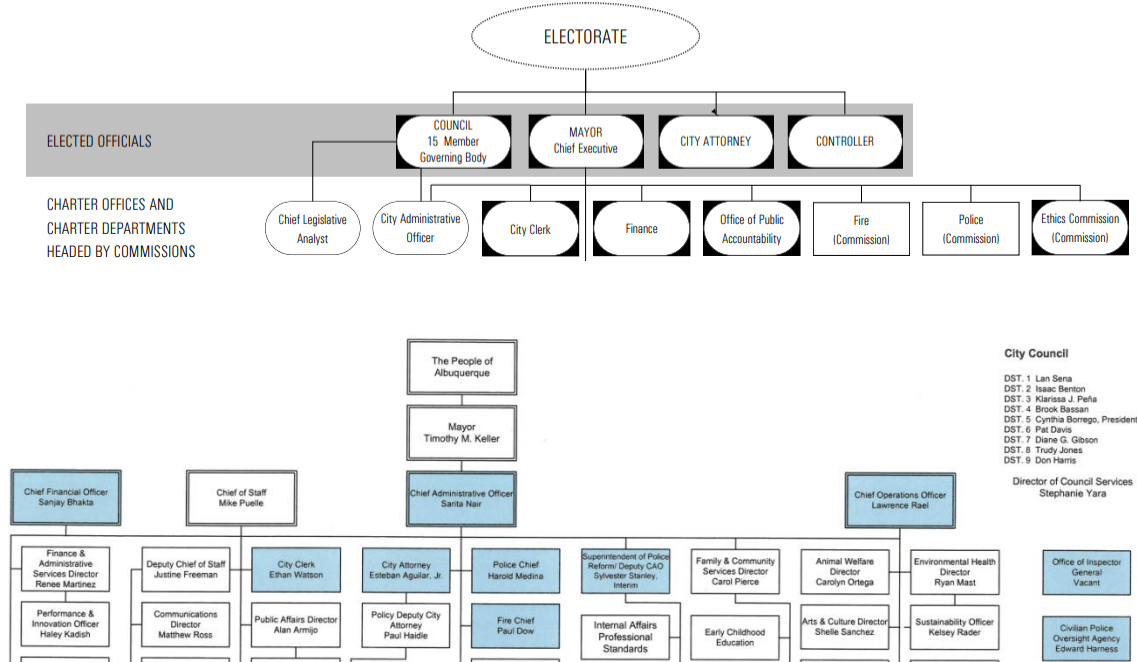 ELECTORATE
ELECTED OFFICIALS
COUNCIL
15 Member
Governing Body
MAYOR
Chief Executive
CITY ATTORNEY
CONTROLLER
CHARTER OFFICES AND
CHARTER DEPARTMENTS
HEADED BY COMMISSIONS
Chief Legislative
Analyst
City Administrative
Officer
City Clerk
Finance
Office of Public
Accountability
Fire
(Commission)
Police
(Commission)
Ethics Commission
(Commission)
The People of
Albuquerque
Mayor
Timothy M. Keller
City Council
DST. 1 Lan Sena
DST. 2 Isaac Benton
DST. 3 Klarissa J. Peña
DST. 4 Brook Bassan
DST. 5 Cynthia Borrego, President
DST. 6 Pat Davis
DST. 7 Diane G. Gibson
DST. 8 Trudy Jones
DST. 9 Don Harris
Director of Council Services
Stephanie Yara
Chief Financial Officer
Sanjay Bhakta
Chief of Staff
Mike Puelle
Chief Administrative Officer
Sarita Nair
Chief Operations Officer
Lawrence Rael
Finance &
Administrative
Services Director
Renee Martinez
Deputy Chief of Staff
Justine Freeman
City Clerk
Ethan Watson
City Attorney
Esteban Aguilar, Jr.
Police Chief
Harold Medina
Superintendent of Police
Reform/ Deputy CAO
Sylvester Stanley,
Interim
Family & Community
Services Director
Carol Pierce
Animal Welfare
Director
Carolyn Ortega
Environmental Health
Director
Ryan Mast
Office of Inspector
General
Vacant
Performance &
Innovation Officer
Haley Kadish
Communications
Director
Matthew Ross
Public Affairs Director
Alan Armijo
Policy Deputy City
Attorney
Paul Haidle
Fire Chief
Paul Dow
Internal Affairs
Professional
Standards
Early Childhood
Education
Arts & Culture Director
Shelle Sanchez
Sustainability Officer
Kelsey Rader
Civilian Police
Oversight Agency
Edward Harness